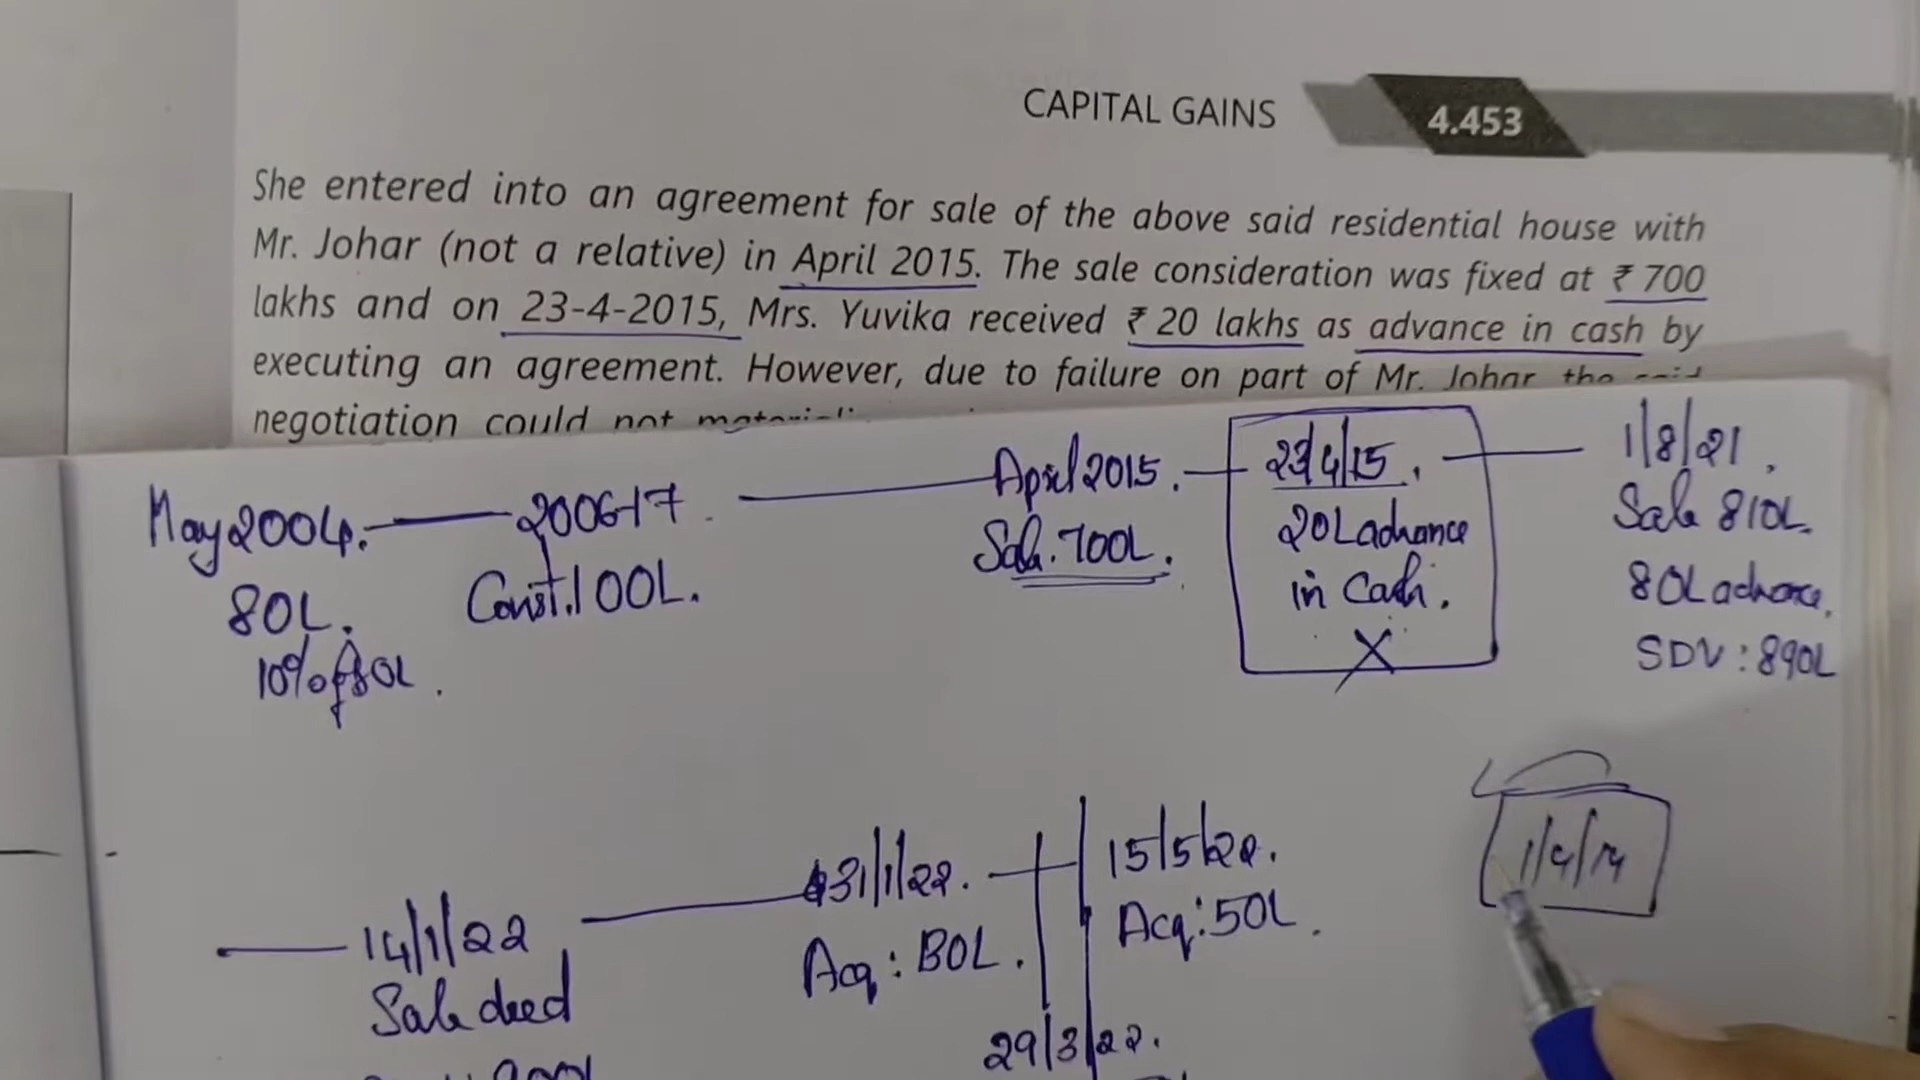 CAPITAL GAINS 4.453
She entered into an agreement for sale of the above said residential house with
Mr. Johar (not a relative) in April 2015. The sale consideration was fixed at ₹ 700
lakhs and on 23-4-2015, Mrs. Yuvika received ₹ 20 lakhs as advance in cash by
executing an agreement. However, due to failure on part of Mr. Johar the said
negotiation could not
May 2004. 2006-17 April 2015. 23/4/15. 1/8/21.
80L. Const. 100L. Sale. 700L. 20L advance Sale 810L.
10% of 80L. in cash. 80L advance.
X SDV : 890L
14/1/22 31/1/22. 15/5/22. 1/4/14
Sale deed Acq : 130L. Acq : 50L.
29/3/22.